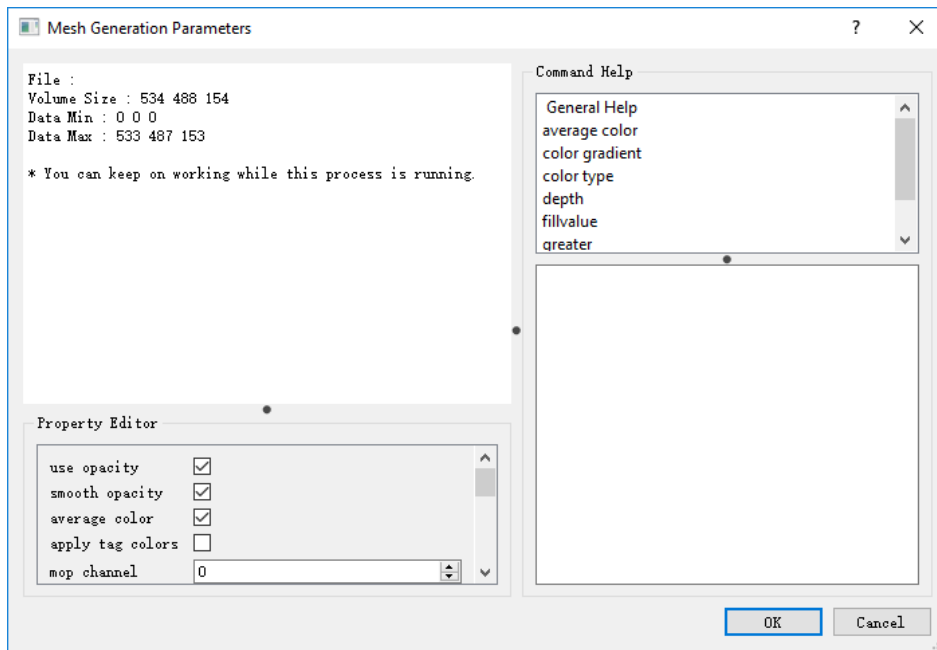 Mesh Generation Parameters
?
File :
Volume Size : 534 488 154
Data Min : 0 0 0
Data Max : 533 487 153
* You can keep on working while this process is running.
Property Editor
use opacity
smooth opacity
average color
apply tag colors
mop channel 0
Command Help
General Help
average color
color gradient
color type
depth
fillvalue
greater
OK Cancel